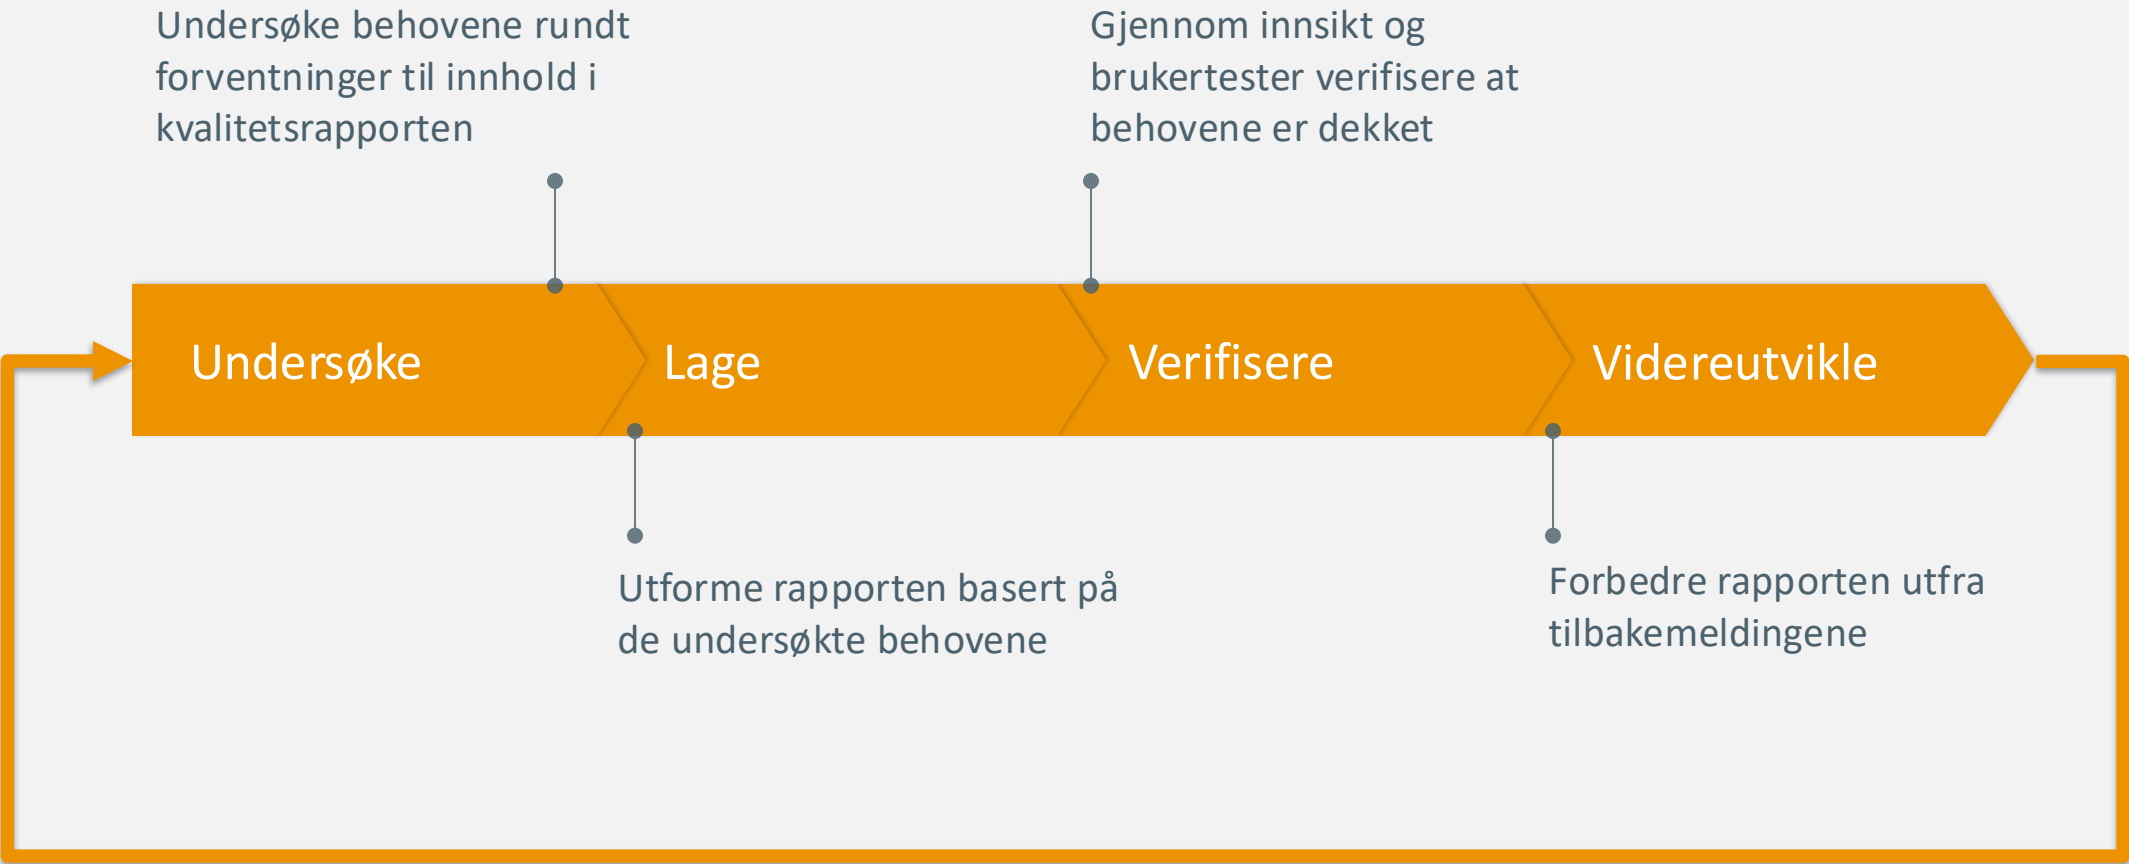 Undersøke behovene rundt
forventninger til innhold i
kvalitetsrapporten
Gjennom innsikt og
brukertester verifisere at
behovene er dekket
Undersøke
Lage
Verifisere
Videreutvikle
Utforme rapporten basert på
de undersøkte behovene
Forbedre rapporten utfra
tilbakemeldingene